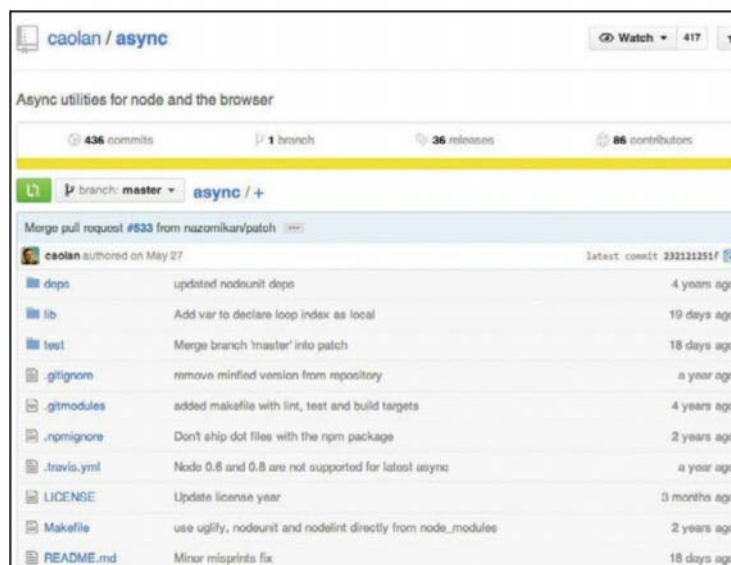 caolan / async
Watch 417
Async utilities for node and the browser
436 commits 1 branch 36 releases 86 contributors
branch: master async / +
Merge pull request #533 from nazomikan/patch ...
caolan authored on May 27 latest commit 232121251f
deps updated nodeunit deps 4 years ago
lib Add var to declare loop index as local 19 days ago
test Merge branch 'master' into patch 18 days ago
.gitignore remove minfied version from repository a year ago
.gitmodules added makefile with lint, test and build targets 4 years ago
.npmignore Don't ship dot files with the npm package 2 years ago
.travis.yml Node 0.6 and 0.8 are not supported for latest async a year ago
LICENSE Update license year 3 months ago
Makefile use uglify, nodeunit and nodelint directly from node_modules 2 years ago
README.md Minor misprints fix 18 days ago